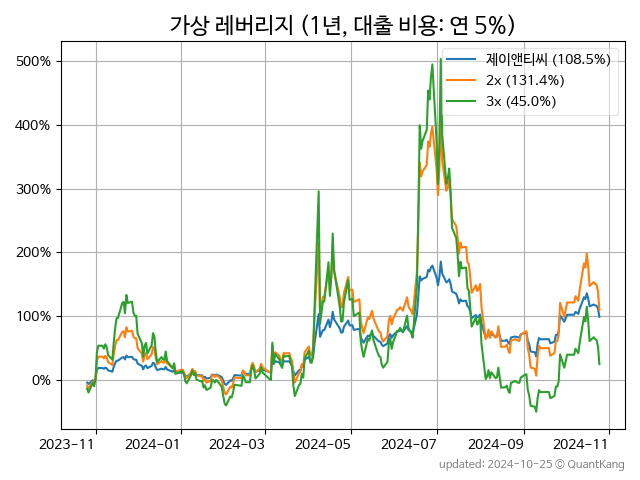 가상 레버리지 (1년, 대출 비용: 연 5%)
500%
400%
300%
200%
100%
0%
제이앤티씨 (108.5%)
2x (131.4%)
3x (45.0%)
2023-11
2024-01
2024-03
2024-05
2024-07
2024-09
2024-11
updated: 2024-10-25 © QuantKang